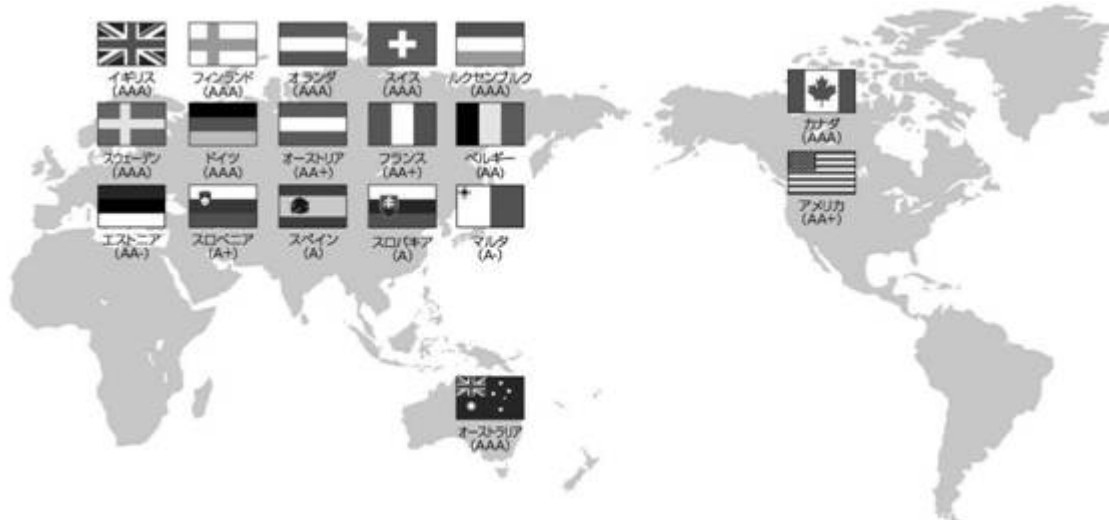 イギリス
(AAA)
フィンランド
(AAA)
オランダ
(AAA)
スイス
(AAA)
ルクセンブルク
(AAA)
スウェーデン
(AAA)
ドイツ
(AAA)
オーストリア
(AA+)
フランス
(AA+)
ベルギー
(AA)
エストニア
(AA-)
スロベニア
(A+)
スペイン
(A)
スロバキア
(A)
マルタ
(A-)
カナダ
(AAA)
アメリカ
(AA+)
オーストラリア
(AAA)